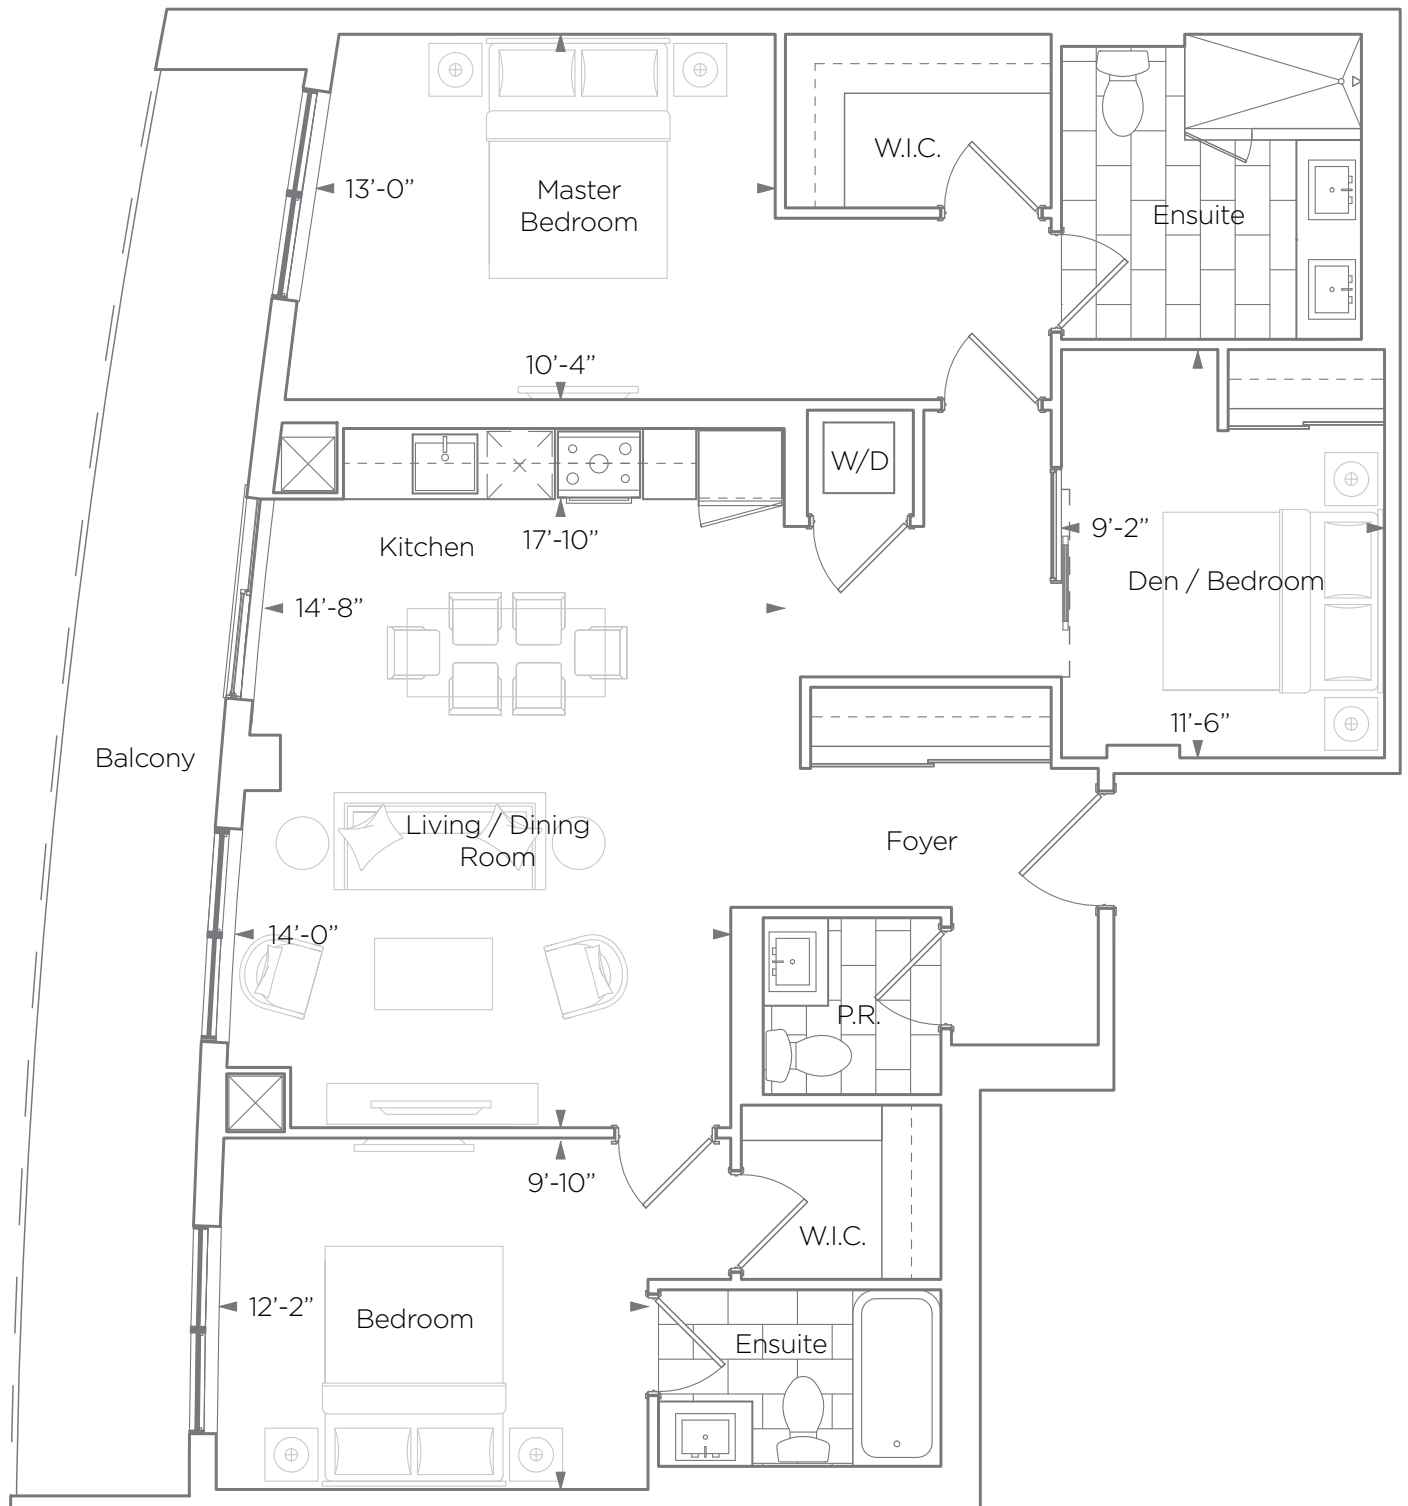 W.I.C.
13’-0”
Master
Bedroom
Ensuite
10’-4”
W/D
9’-2”
17’-10”
Kitchen
Den / Bedroom
14’-8”
11’-6”
Balcony
Living / Dining
Room
Foyer
14’-0”
P.R.
9’-10”
W.I.C.
12’-2”
Bedroom
Ensuite